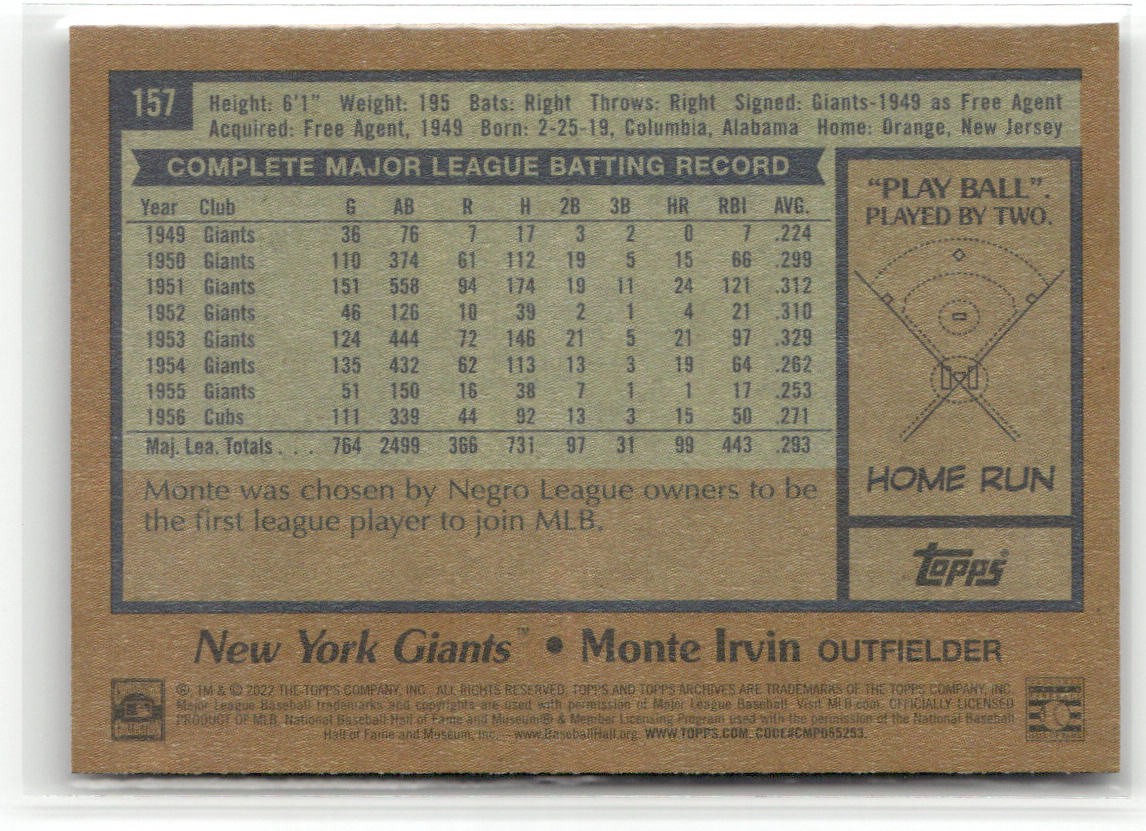 157
Height: 6'1" Weight: 195 Bats: Right Throws: Right Signed: Giants-1949 as Free Agent
Acquired: Free Agent, 1949 Born: 2-25-19, Columbia, Alabama Home: Orange, New Jersey
COMPLETE MAJOR LEAGUE BATTING RECORD
Year Club G AB R H 2B 3B HR RBI AVG.
1949 Giants 36 76 7 17 3 2 0 7 .224
1950 Giants 110 374 61 112 19 5 15 66 .299
1951 Giants 151 558 94 174 19 11 24 121 .312
1952 Giants 46 126 10 39 2 1 4 21 .310
1953 Giants 124 444 72 146 21 5 21 97 .329
1954 Giants 135 432 62 113 13 3 19 64 .262
1955 Giants 51 150 16 38 7 1 1 17 .253
1956 Cubs 111 339 44 92 13 3 15 50 .271
Maj. Lea. Totals . . . 764 2499 366 731 97 31 99 443 .293
Monte was chosen by Negro League owners to be
the first league player to join MLB.
"PLAY BALL".
PLAYED BY TWO.
HOME RUN
topps®
New York Giants™ • Monte Irvin OUTFIELDER
®, TM & © 2022 THE TOPPS COMPANY, INC. ALL RIGHTS RESERVED. TOPPS AND TOPPS ARCHIVES ARE TRADEMARKS OF THE TOPPS COMPANY, INC.
Major League Baseball trademarks and copyrights are used with permission of Major League Baseball. Visit MLB.com. OFFICIALLY LICENSED
PRODUCT OF MLB. National Baseball Hall of Fame and Museum® & Member Licensing Program used with the permission of the National Baseball
Hall of Fame and Museum, Inc. www.BaseballHall.org. WWW.TOPPS.COM. CODE#CMP055253.